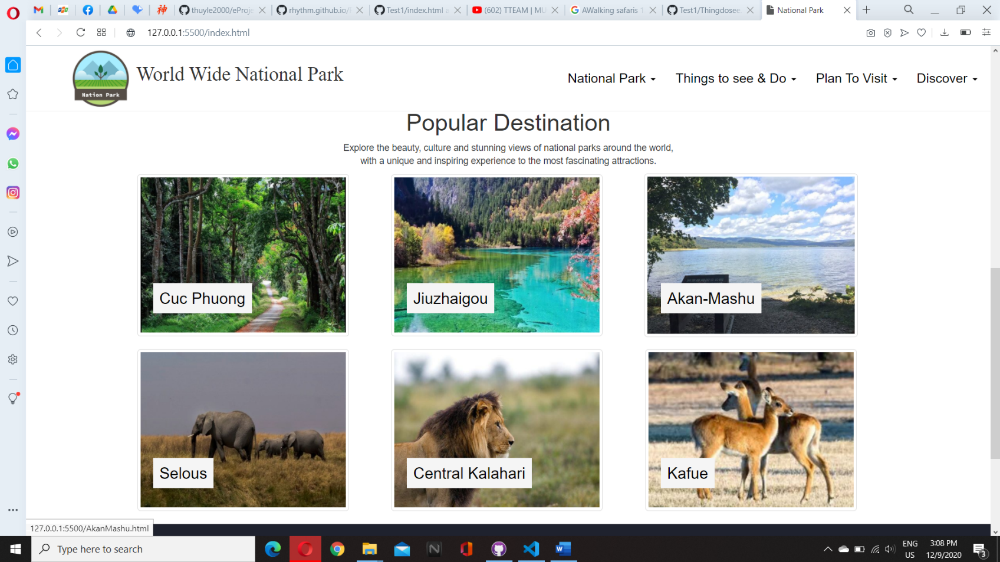 thuyle2000/eProje
rhythm.github.io/
Test1/index.html a
(602) TTEAM | MU
AWalking safaris 1
Test1/Thingdosee.
National Park
127.0.0.1:5500/index.html
Nation Park
World Wide National Park
National Park
Things to see & Do
Plan To Visit
Discover
Popular Destination
Explore the beauty, culture and stunning views of national parks around the world,
with a unique and inspiring experience to the most fascinating attractions.
Cuc Phuong
Jiuzhaigou
Akan-Mashu
Selous
Central Kalahari
Kafue
127.0.0.1:5500/AkanMashu.html
Type here to search
ENG
US
3:08 PM
12/9/2020
3